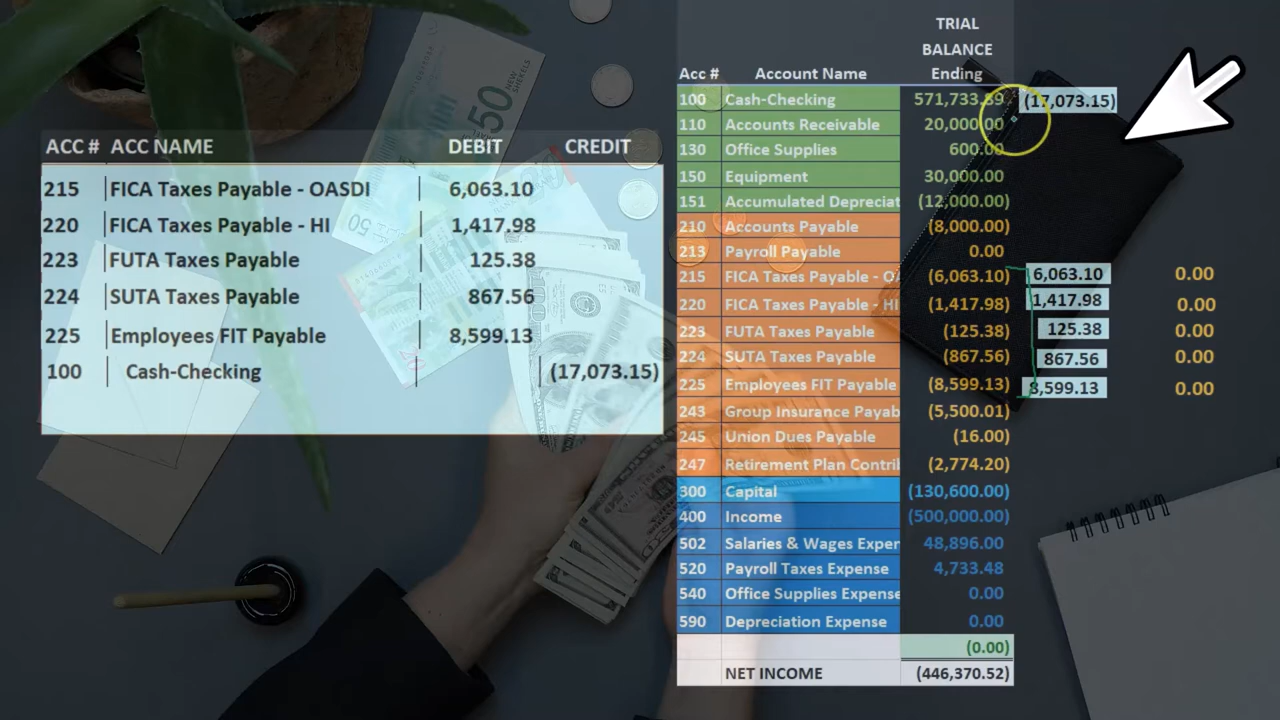 ACC # ACC NAME DEBIT CREDIT
215 FICA Taxes Payable - OASDI 6,063.10
220 FICA Taxes Payable - HI 1,417.98
223 FUTA Taxes Payable 125.38
224 SUTA Taxes Payable 867.56
225 Employees FIT Payable 8,599.13
100 Cash-Checking (17,073.15)
TRIAL
BALANCE
Acc # Account Name Ending
100 Cash-Checking 571,733.89 (17,073.15)
110 Accounts Receivable 20,000.00
130 Office Supplies 600.00
150 Equipment 30,000.00
151 Accumulated Depreciat (12,000.00)
210 Accounts Payable (8,000.00)
213 Payroll Payable 0.00
215 FICA Taxes Payable - OA (6,063.10) 6,063.10 0.00
220 FICA Taxes Payable - HI (1,417.98) 1,417.98 0.00
223 FUTA Taxes Payable (125.38) 125.38 0.00
224 SUTA Taxes Payable (867.56) 867.56 0.00
225 Employees FIT Payable (8,599.13) 8,599.13 0.00
243 Group Insurance Payab (5,500.01)
245 Union Dues Payable (16.00)
247 Retirement Plan Contril (2,774.20)
300 Capital (130,600.00)
400 Income (500,000.00)
502 Salaries & Wages Exper 48,896.00
520 Payroll Taxes Expense 4,733.48
540 Office Supplies Expense 0.00
590 Depreciation Expense 0.00
(0.00)
NET INCOME (446,370.52)
50
NEW SHEKELS
50